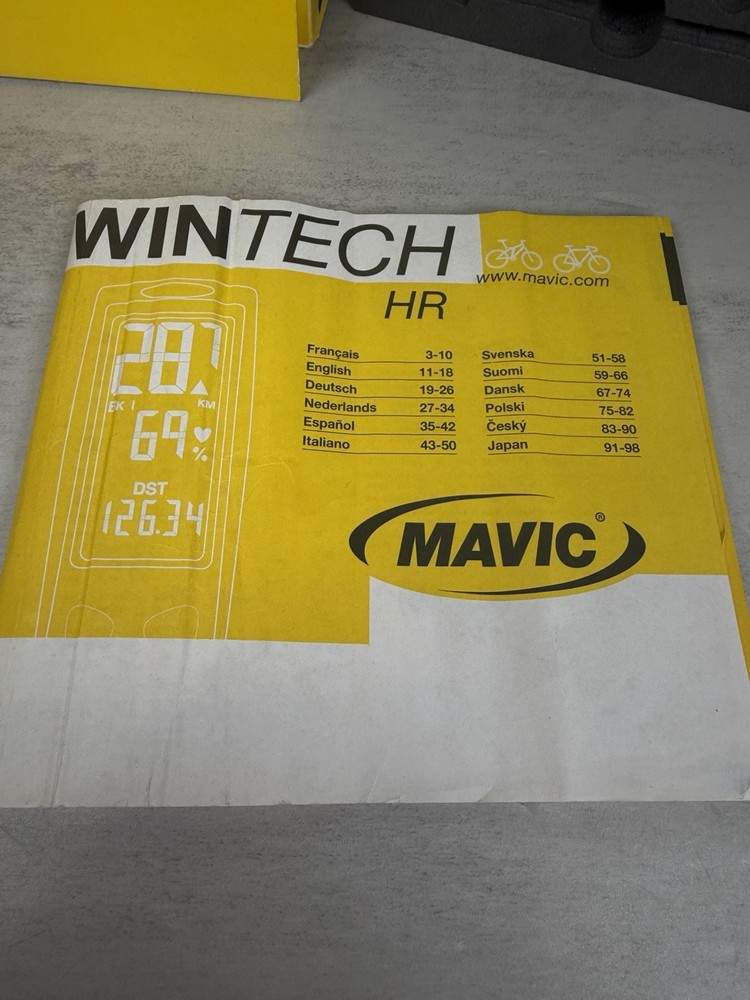 WINTECH
HR
www.mavic.com
28.7
KM
69 %
DST
126.34
Français 3-10
English 11-18
Deutsch 19-26
Nederlands 27-34
Español 35-42
Italiano 43-50
Svenska 51-58
Suomi 59-66
Dansk 67-74
Polski 75-82
Český 83-90
Japan 91-98
MAVIC®